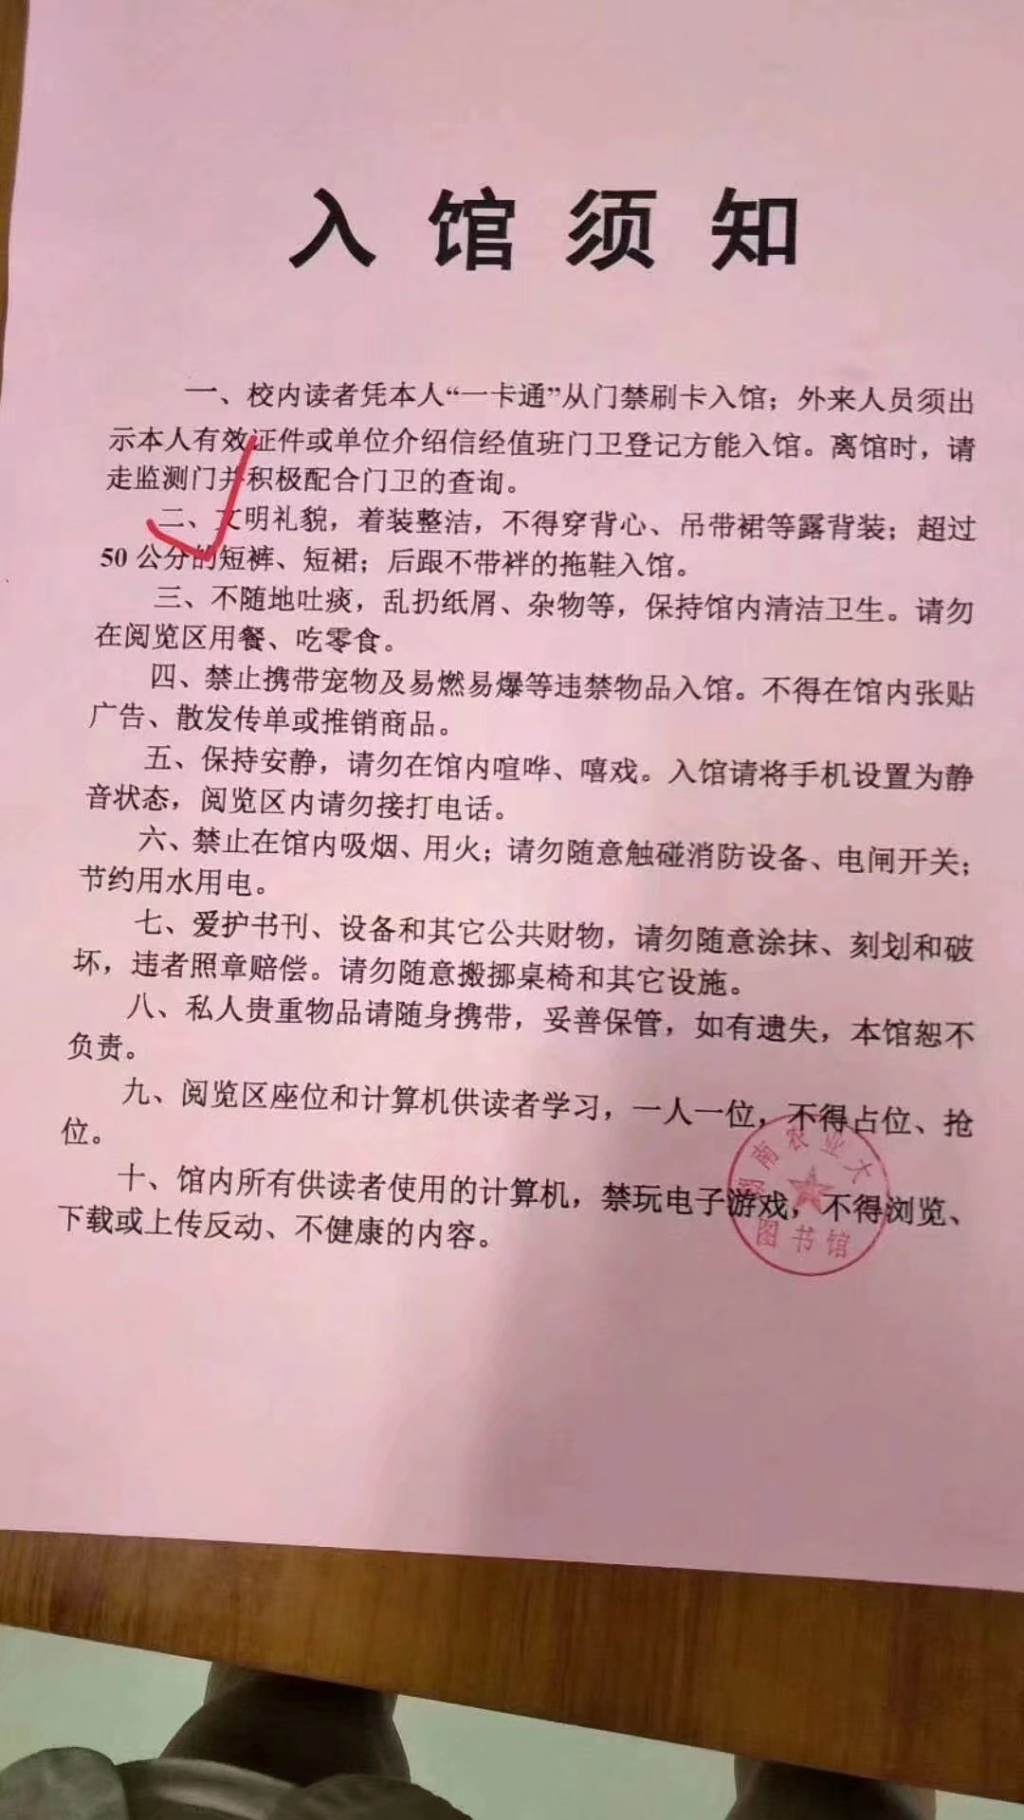 入馆须知
一、校内读者凭本人“一卡通”从门禁刷卡入馆；外来人员须出
示本人有效证件或单位介绍信经值班门卫登记方能入馆。离馆时，请
走监测门并积极配合门卫的查询。
二、文明礼貌，着装整洁，不得穿背心、吊带裙等露背装；超过
50公分的短裤、短裙；后跟不带袢的拖鞋入馆。
三、不随地吐痰，乱扔纸屑、杂物等，保持馆内清洁卫生。请勿
在阅览区用餐、吃零食。
四、禁止携带宠物及易燃易爆等违禁物品入馆。不得在馆内张贴
广告、散发传单或推销商品。
五、保持安静，请勿在馆内喧哗、嘻戏。入馆请将手机设置为静
音状态，阅览区内请勿接打电话。
六、禁止在馆内吸烟、用火；请勿随意触碰消防设备、电闸开关；
节约用水用电。
七、爱护书刊、设备和其它公共财物，请勿随意涂抹、刻划和破
坏，违者照章赔偿。请勿随意搬挪桌椅和其它设施。
八、私人贵重物品请随身携带，妥善保管，如有遗失，本馆恕不
负责。
九、阅览区座位和计算机供读者学习，一人一位，不得占位、抢
位。
十、馆内所有供读者使用的计算机，禁玩电子游戏，不得浏览、
下载或上传反动、不健康的内容。
南农业大
图书馆